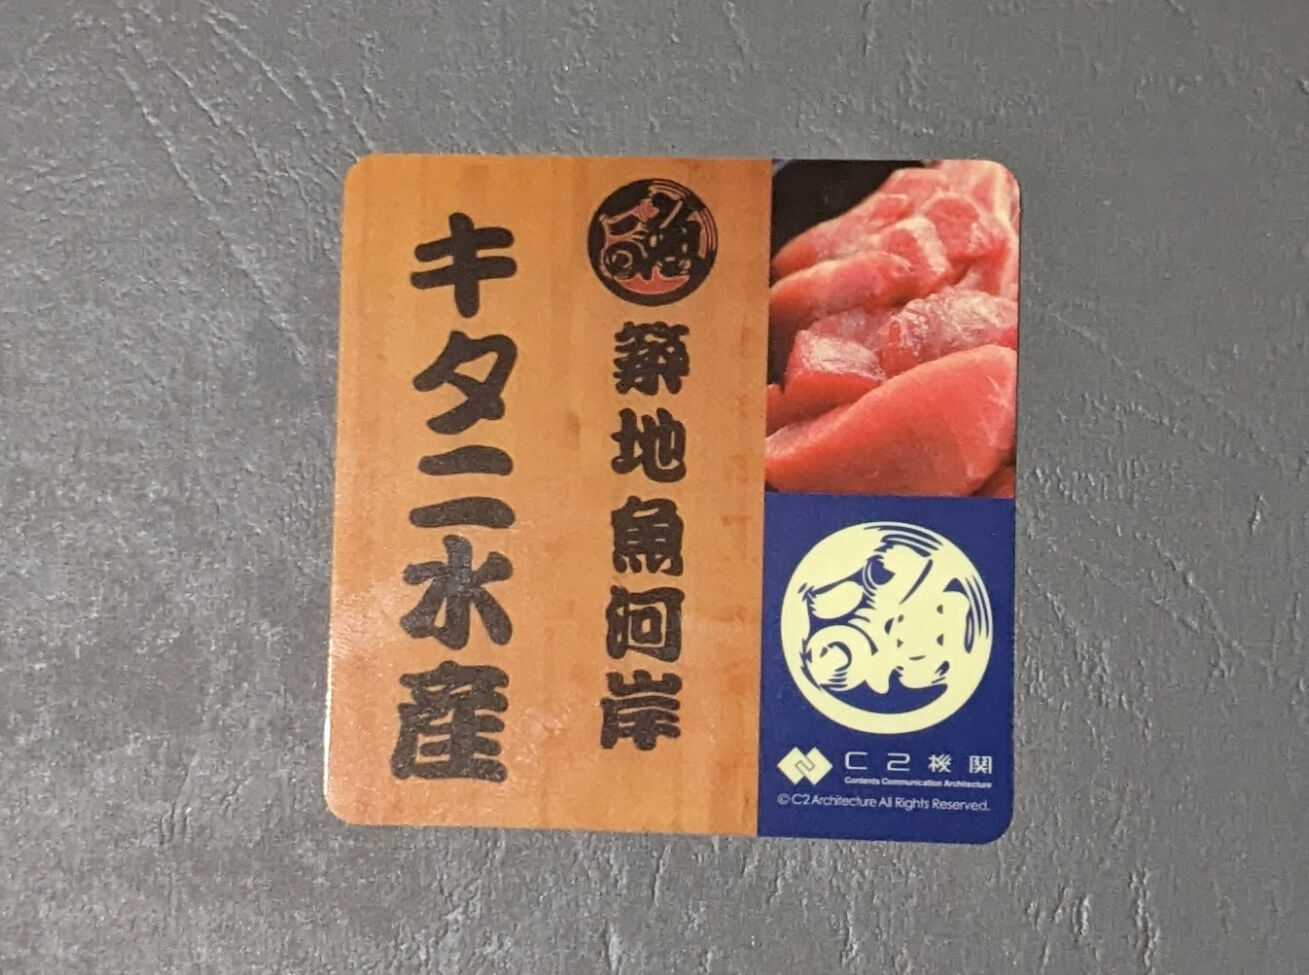 築地魚河岸
キタニ水産
C2機関
Contents Communication Architecture
© C2 Architecture All Rights Reserved.